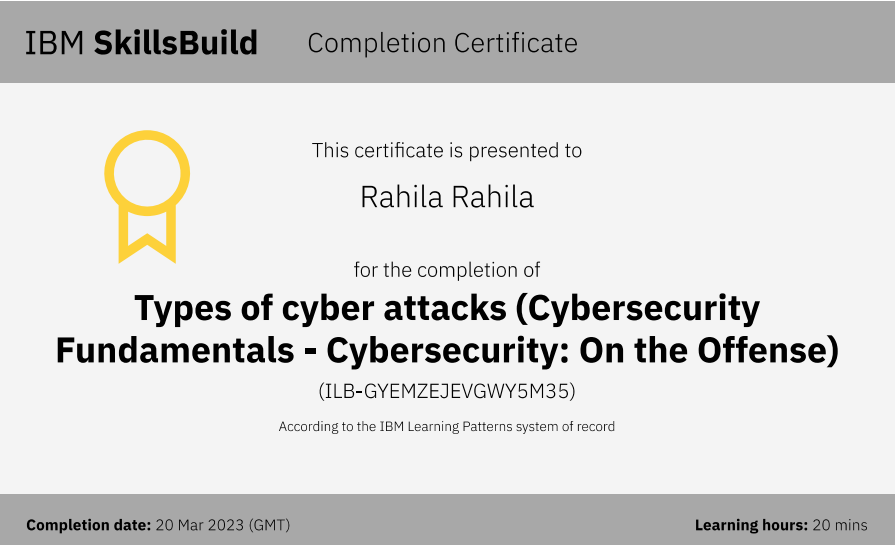 IBM SkillsBuild Completion Certificate
This certificate is presented to
Rahila Rahila
for the completion of
Types of cyber attacks (Cybersecurity
Fundamentals - Cybersecurity: On the Offense)
(ILB-GYEMZEJEVGWY5M35)
According to the IBM Learning Patterns system of record
Completion date: 20 Mar 2023 (GMT)
Learning hours: 20 mins